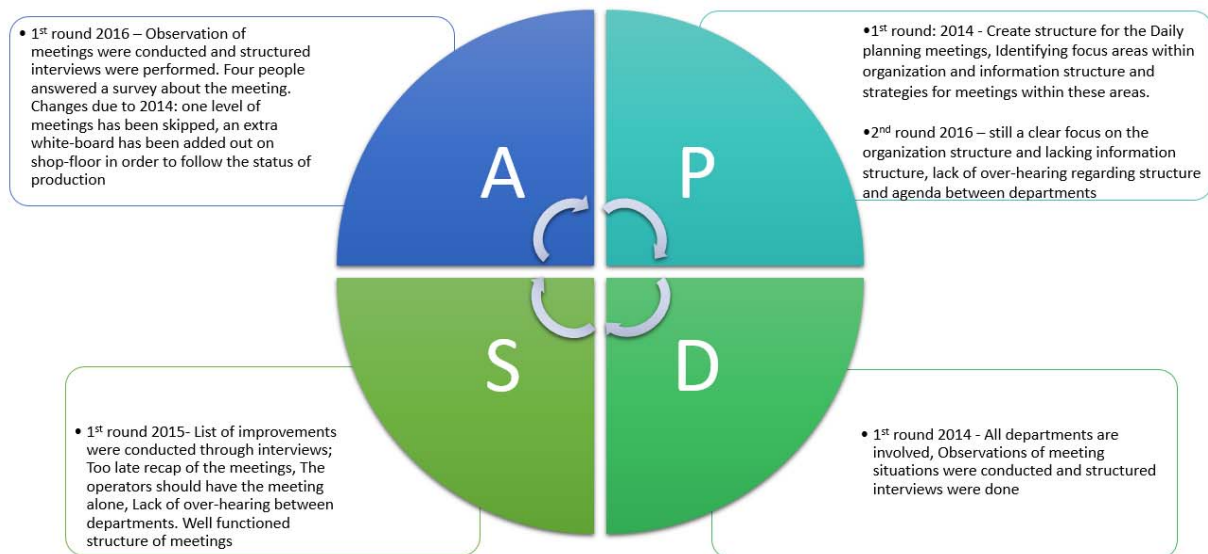 • 1st round 2016 – Observation of
meetings were conducted and structured
interviews were performed. Four people
answered a survey about the meeting.
Changes due to 2014: one level of
meetings has been skipped, an extra
white-board has been added out on
shop-floor in order to follow the status of
production
•1st round: 2014 - Create structure for the Daily
planning meetings, Identifying focus areas within
organization and information structure and
strategies for meetings within these areas.
•2nd round 2016 – still a clear focus on the
organization structure and lacking information
structure, lack of over-hearing regarding structure
and agenda between departments
A
P
S
D
• 1st round 2015- List of improvements
were conducted through interviews;
Too late recap of the meetings, The
operators should have the meeting
alone, Lack of over-hearing between
departments. Well functioned
structure of meetings
• 1st round 2014 - All departments are
involved, Observations of meeting
situations were conducted and structured
interviews were done